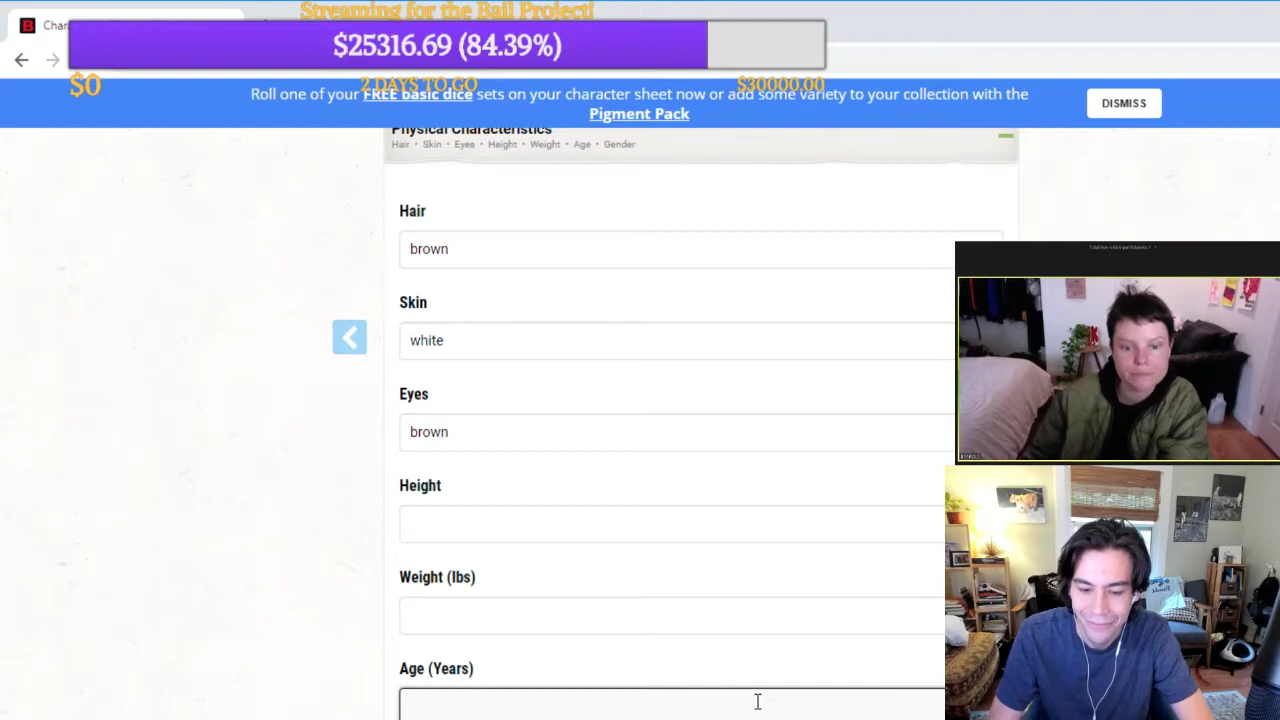 Streaming for the Bail Project!
Char
$25316.69 (84.39%)
$0
2 DAYS TO GO
$30000.00
Roll one of your FREE basic dice sets on your character sheet now or add some variety to your collection with the
Pigment Pack
DISMISS
Physical Characteristics
Hair • Skin • Eyes • Height • Weight • Age • Gender
Hair
brown
Skin
white
Eyes
brown
Height
Weight (lbs)
Age (Years)